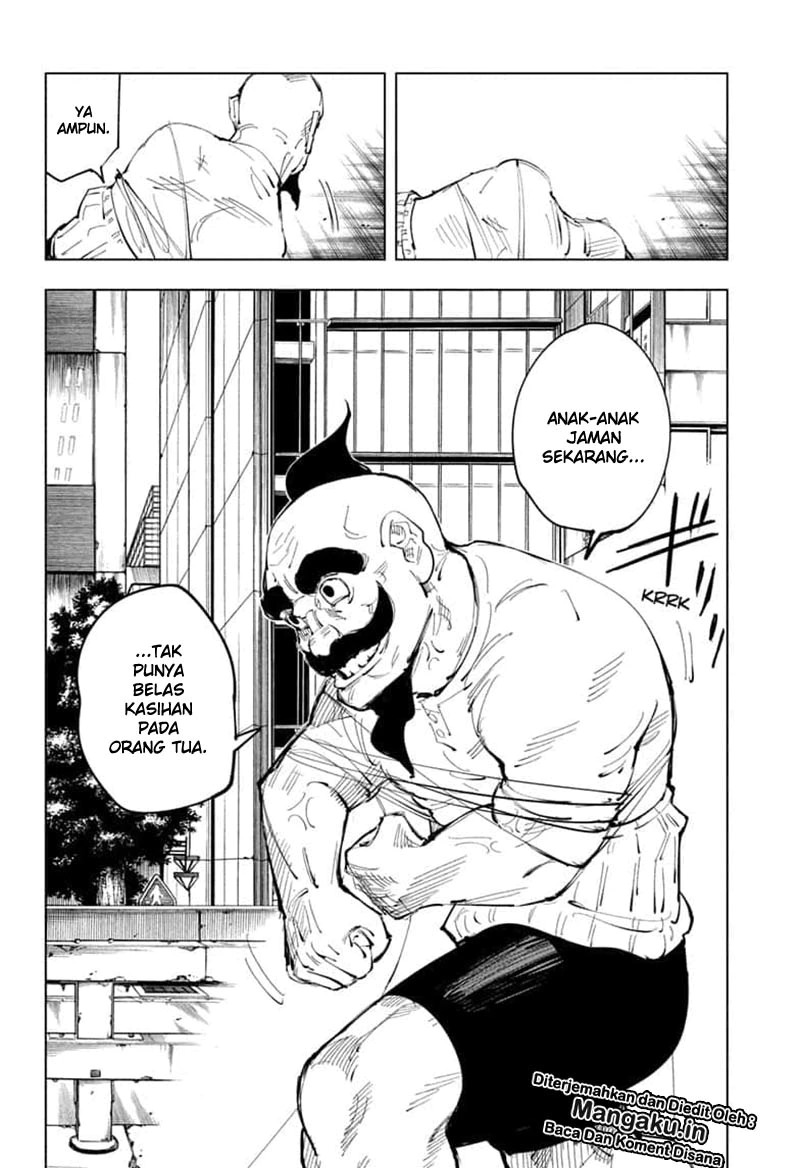 YA
AMPUN.
ANAK-ANAK
JAMAN
SEKARANG...
KRRK
...TAK
PUNYA
BELAS
KASIHAN
PADA
ORANG TUA.
Diterjemahkan dan Diedit Oleh :
Mangaku.in
Baca Dan Koment Disana